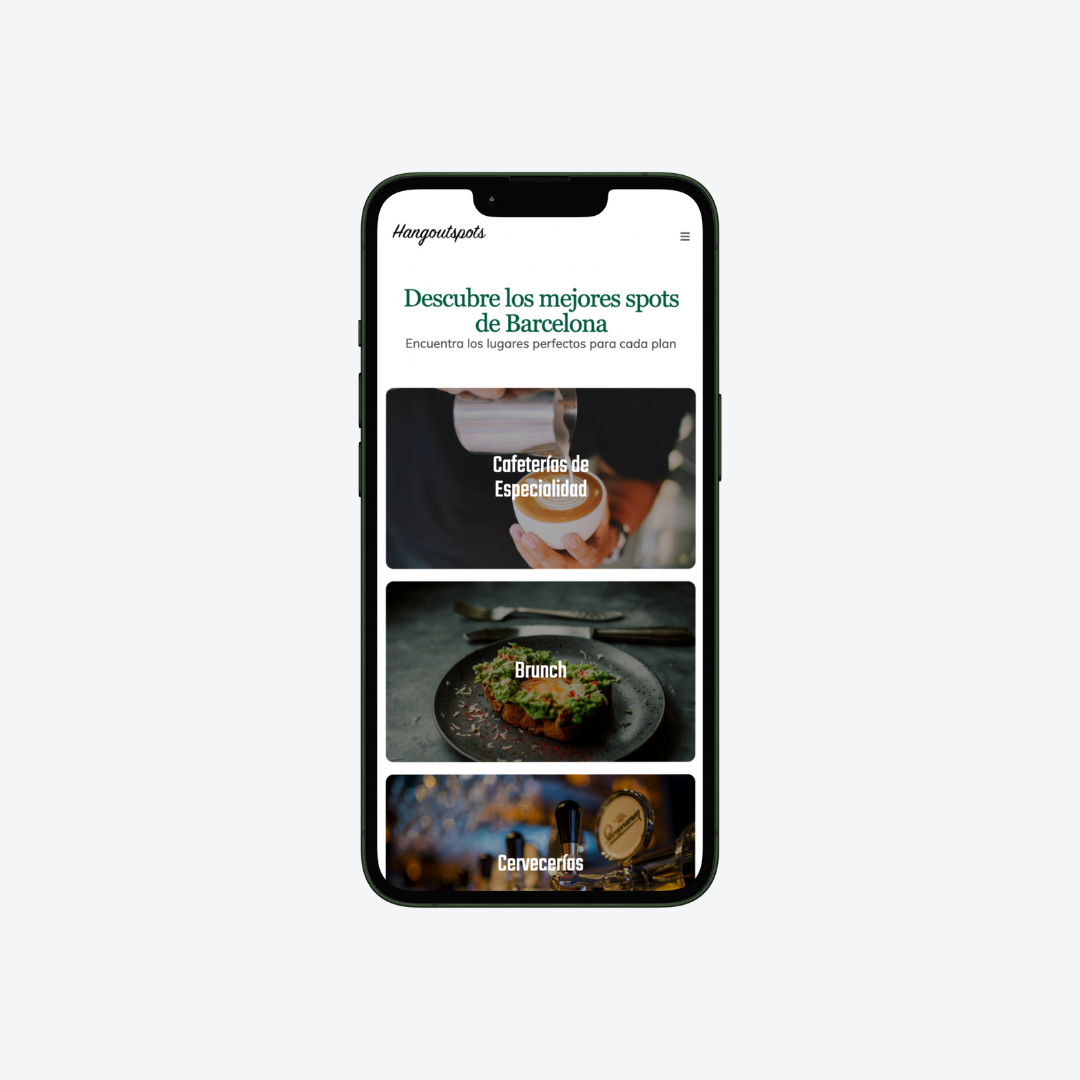 Hangoutspots
Descubre los mejores spots
de Barcelona
Encuentra los lugares perfectos para cada plan
Cafeterías de
Especialidad
Brunch
Cervecerías